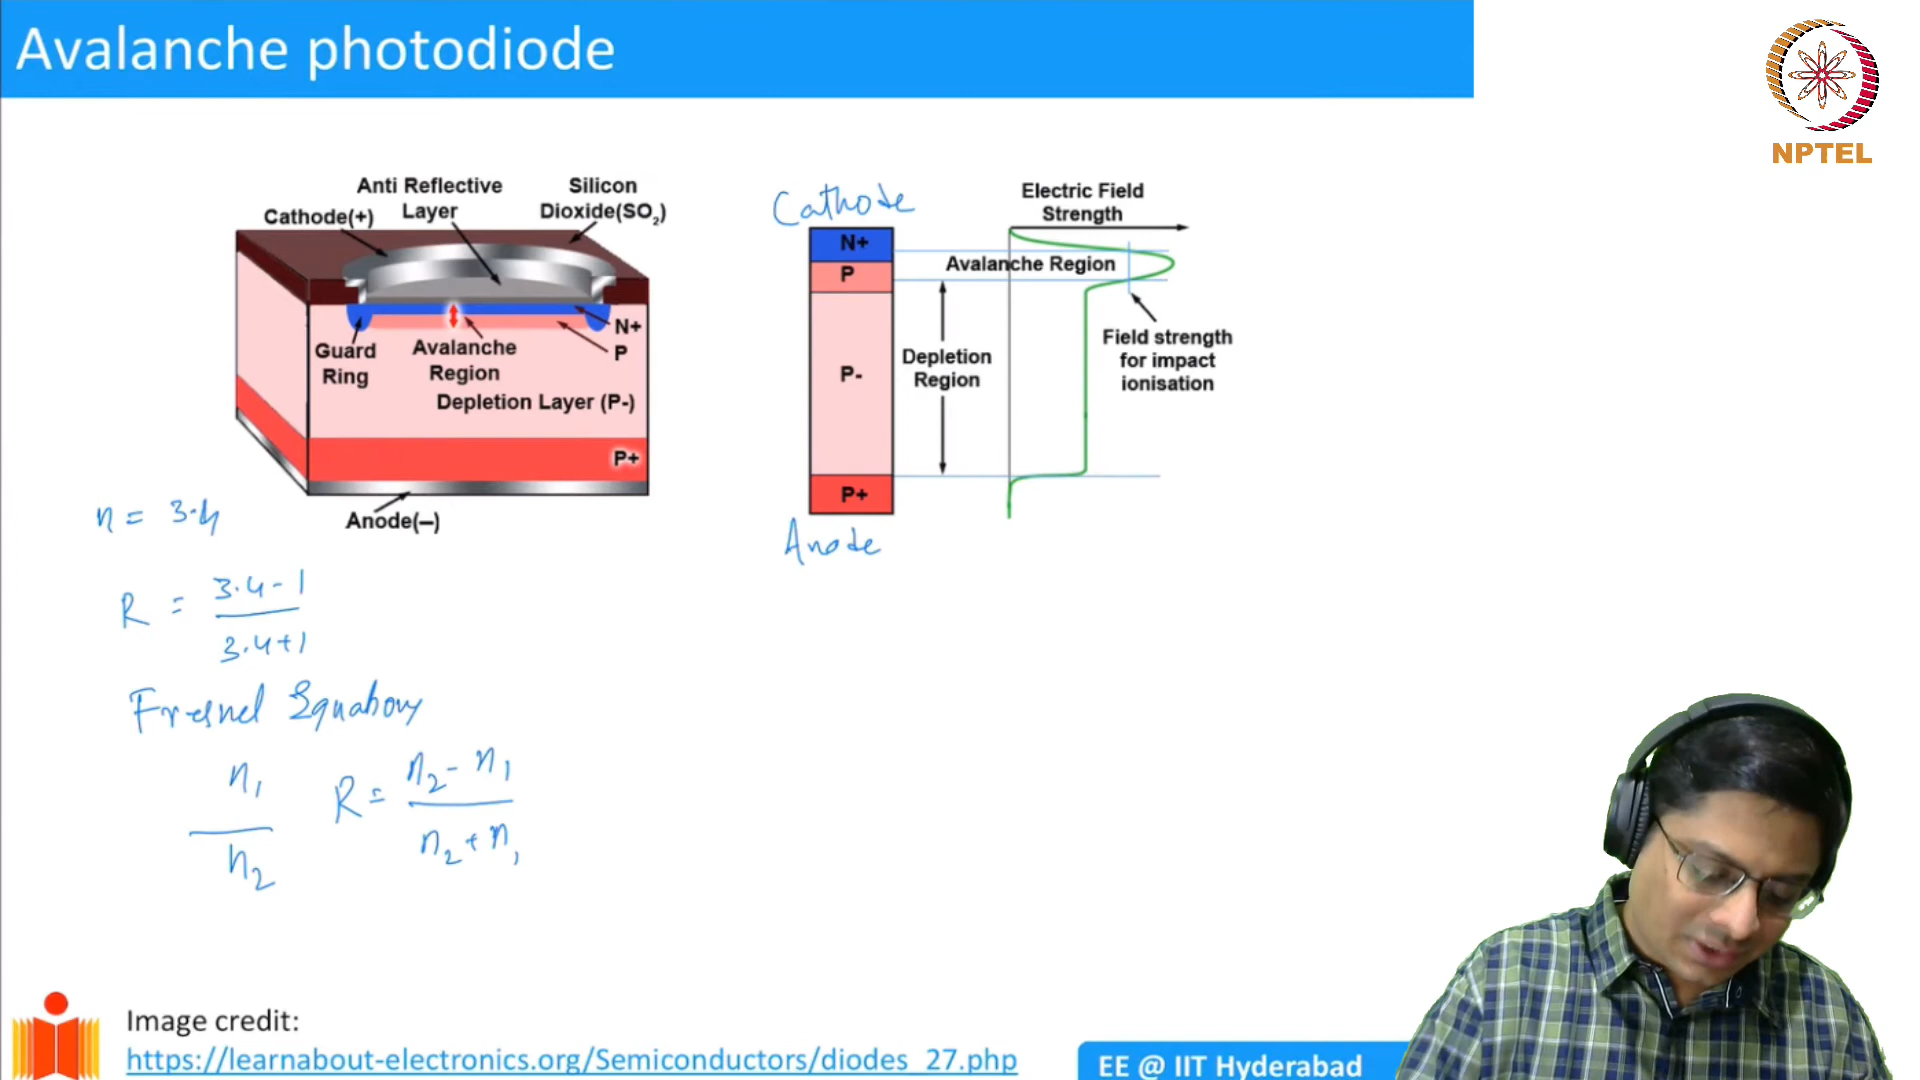 Avalanche photodiode
NPTEL
Anti Reflective
Layer
Silicon
Dioxide(SO₂)
Cathode(+)
Guard
Ring
Avalanche
Region
N+
P
Depletion Layer (P-)
P+
Anode(–)
Cathode
N+
P
P-
P+
Anode
Electric Field
Strength
Avalanche Region
Depletion
Region
Field strength
for impact
ionisation
n = 3.4
R = 3.4 - 1
3.4 + 1
Fresnel Equations
n₁
n₂
R = n₂ - n₁
n₂ + n₁
Image credit:
https://learnabout-electronics.org/Semiconductors/diodes_27.php
EE @ IIT Hyderabad